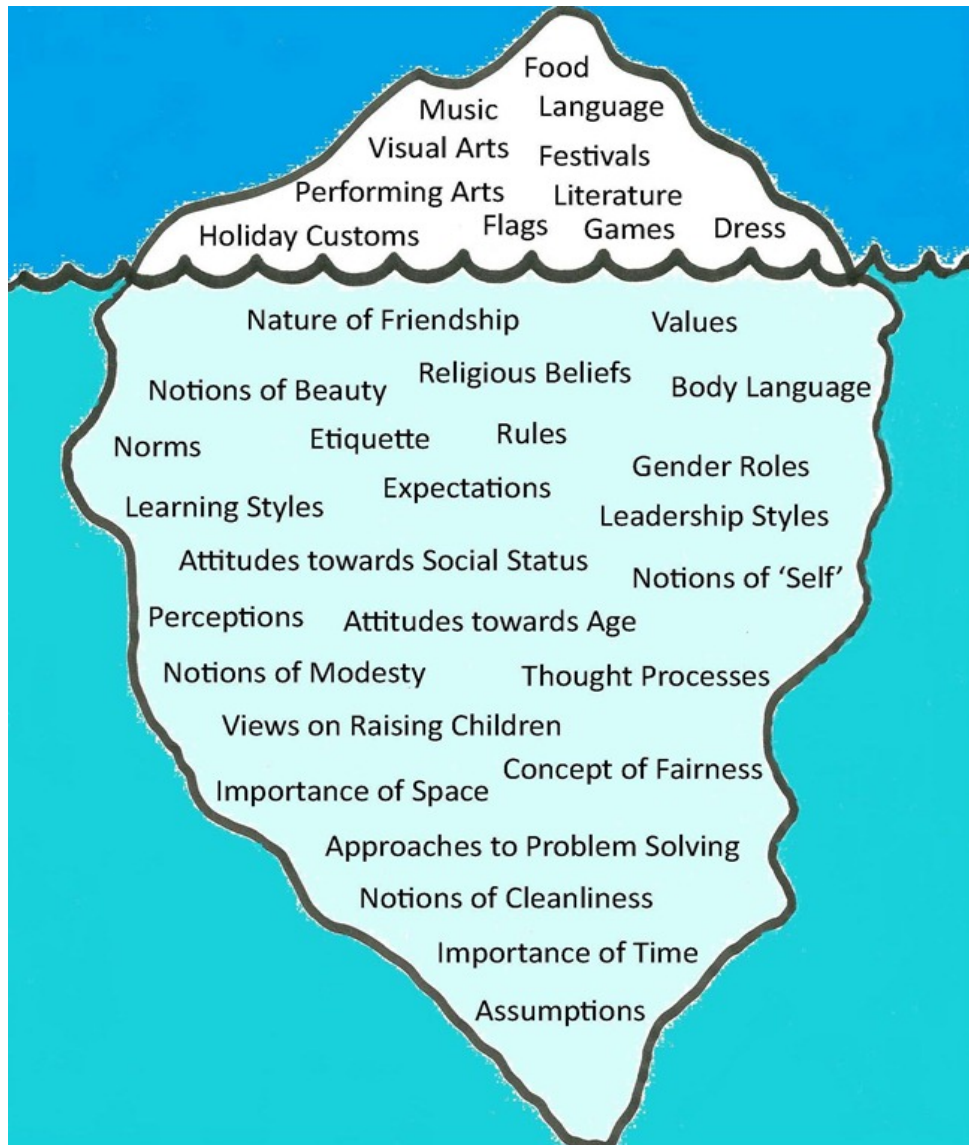 Food
Music
Language
Visual Arts
Festivals
Performing Arts
Literature
Holiday Customs
Flags
Games
Dress
Nature of Friendship
Values
Notions of Beauty
Religious Beliefs
Body Language
Norms
Etiquette
Rules
Gender Roles
Learning Styles
Expectations
Leadership Styles
Attitudes towards Social Status
Notions of ‘Self’
Perceptions
Attitudes towards Age
Notions of Modesty
Thought Processes
Views on Raising Children
Concept of Fairness
Importance of Space
Approaches to Problem Solving
Notions of Cleanliness
Importance of Time
Assumptions